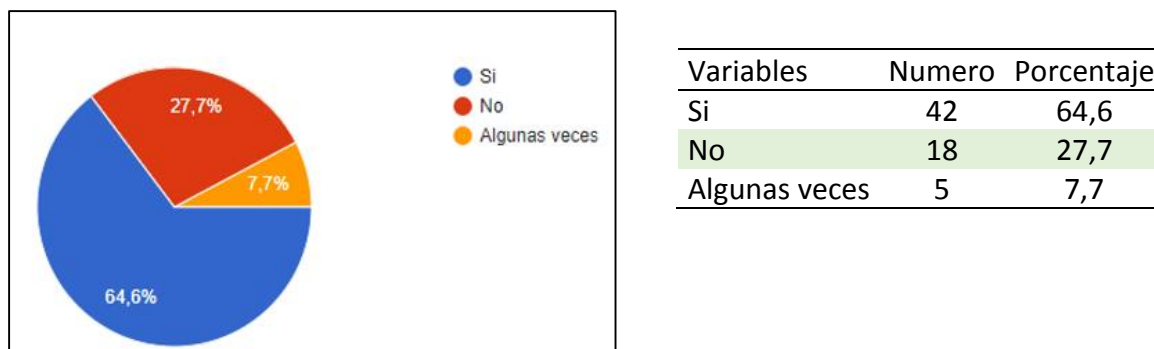 27,7%
7,7%
64,6%
Si
No
Algunas veces
Variables Numero Porcentaje
Si 42 64,6
No 18 27,7
Algunas veces 5 7,7